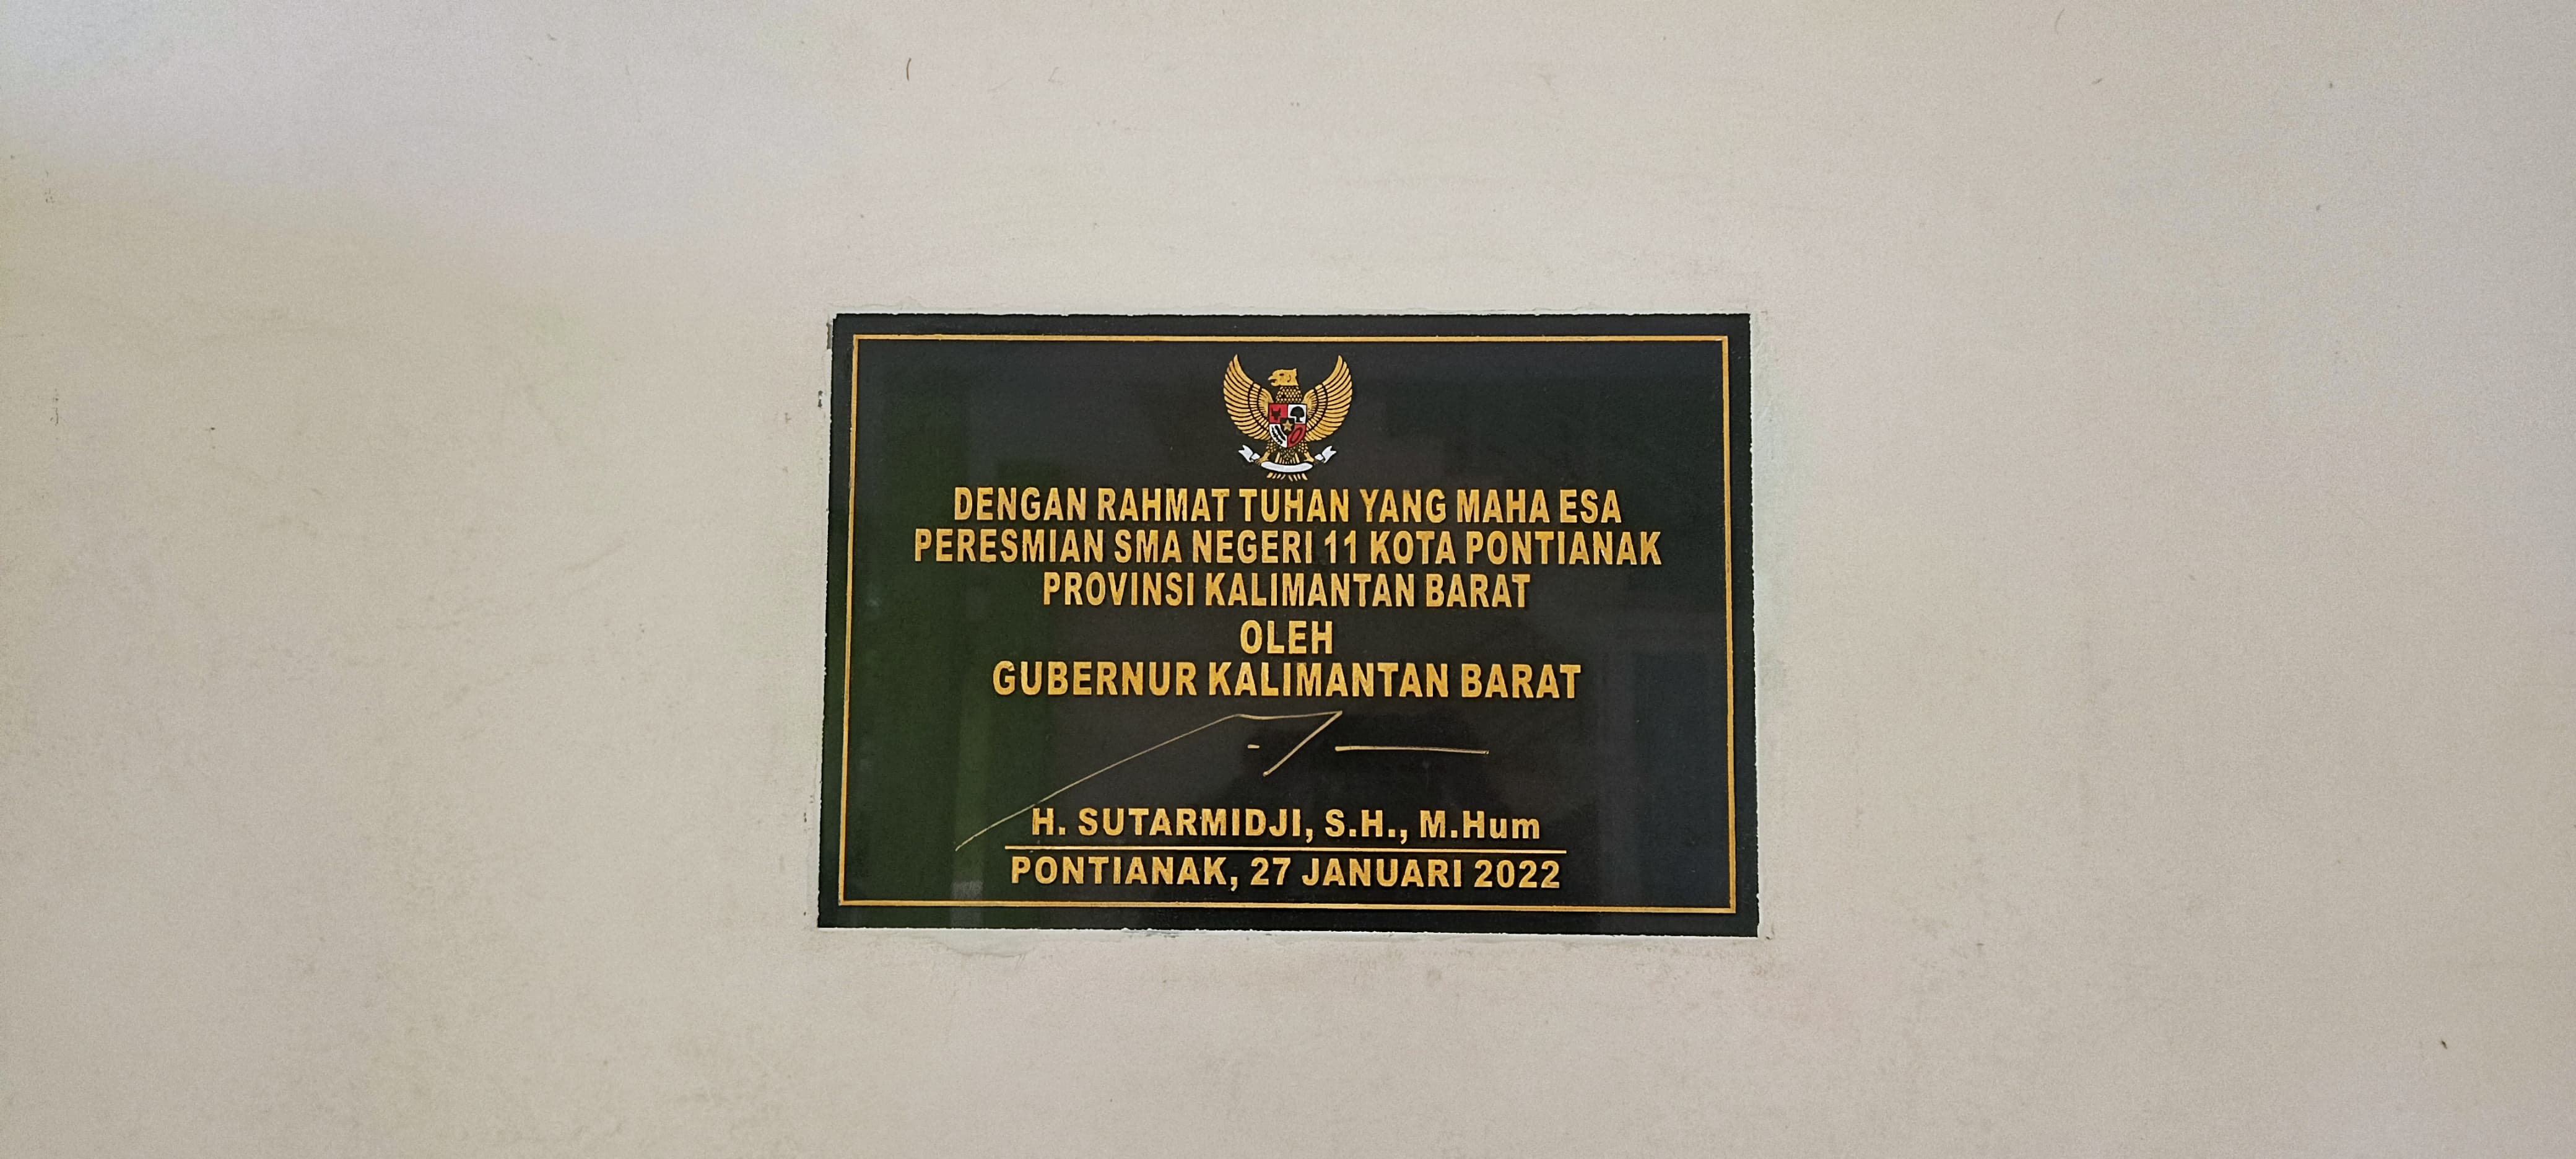 DENGAN RAHMAT TUHAN YANG MAHA ESA
PERESMIAN SMA NEGERI 11 KOTA PONTIANAK
PROVINSI KALIMANTAN BARAT
OLEH
GUBERNUR KALIMANTAN BARAT
H. SUTARMIDJI, S.H., M.Hum
PONTIANAK, 27 JANUARI 2022